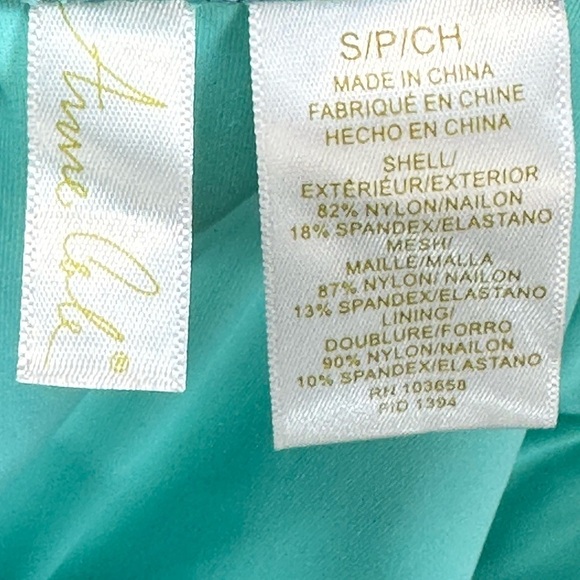 Anne Cole®
S/P/CH
MADE IN CHINA
FABRIQUÉ EN CHINE
HECHO EN CHINA
SHELL/
EXTÉRIÉUR/EXTERIOR
82% NYLON/NAILON
18% SPANDEX/ELASTANO
MESH/
MAILLE/MALLA
87% NYLON/ NAILON
13% SPANDEX/ELASTANO
LINING/
DOUBLURE/FORRO
90% NYLON/NAILON
10% SPANDEX/ELASTANO
RN 103658
PID 1394